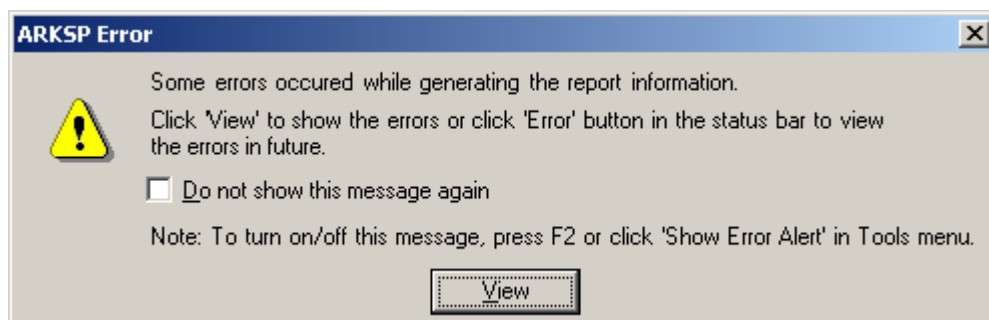 ARKSP Error
Some errors occured while generating the report information.
Click 'View' to show the errors or click 'Error' button in the status bar to view
the errors in future.
Do not show this message again
Note: To turn on/off this message, press F2 or click 'Show Error Alert' in Tools menu.
View